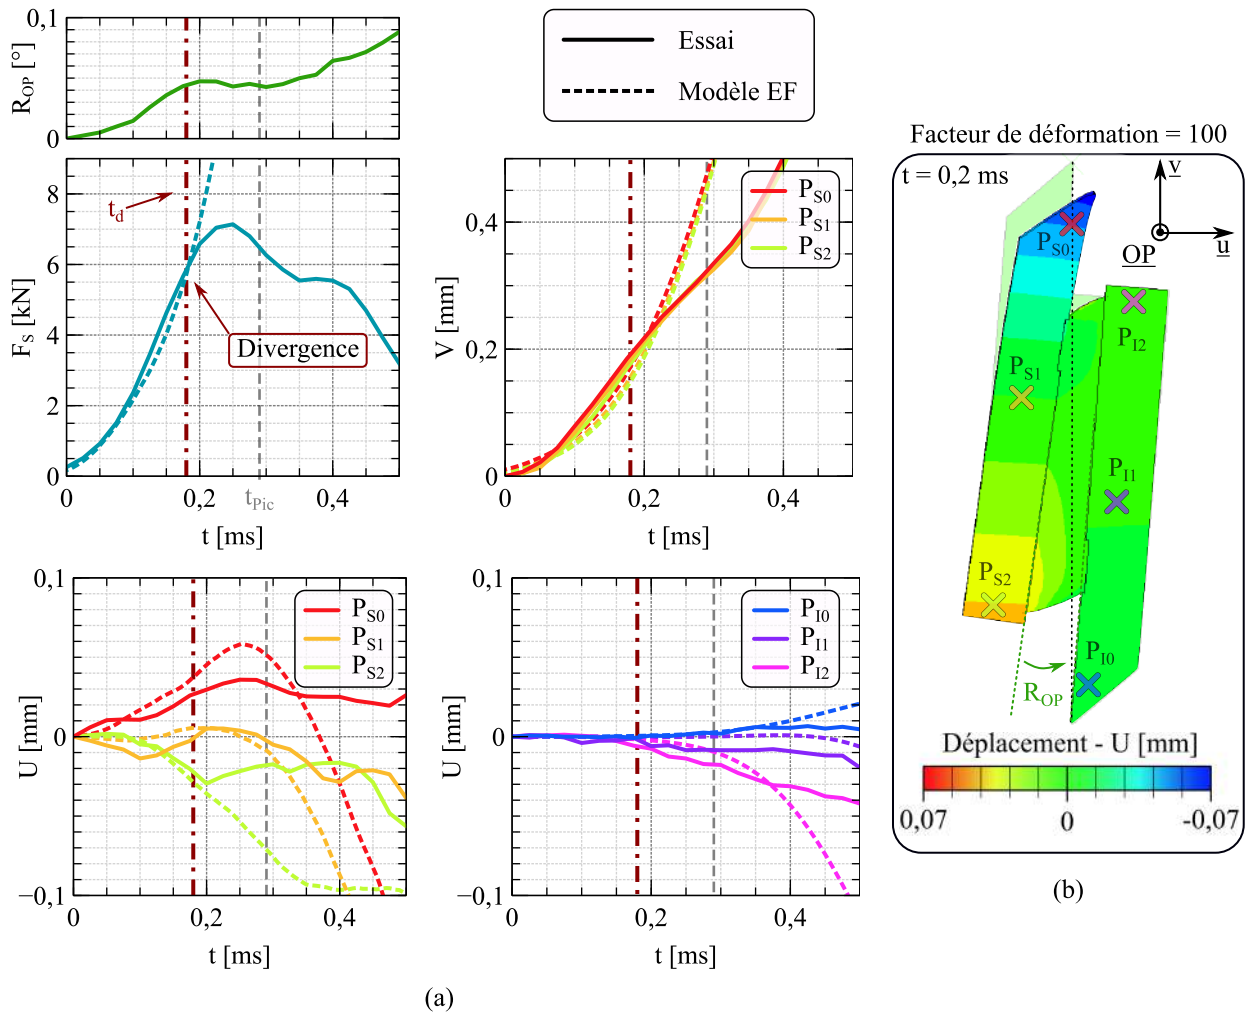 0,1
0
R_OP [°]
Essai
Modèle EF
8
6
4
2
0
F_S [kN]
t_d
Divergence
0
0,2
t_Pic
0,4
t [ms]
0,4
0,2
0
V [mm]
P_S0
P_S1
P_S2
0
0,2
0,4
t [ms]
0,1
0
−0,1
U [mm]
P_S0
P_S1
P_S2
0
0,2
0,4
t [ms]
0,1
0
−0,1
U [mm]
P_I0
P_I1
P_I2
0
0,2
0,4
t [ms]
(a)
Facteur de déformation = 100
t = 0,2 ms
v
u
OP
P_S0
P_I2
P_S1
P_I1
P_S2
P_I0
R_OP
Déplacement - U [mm]
0,07
0
-0,07
(b)